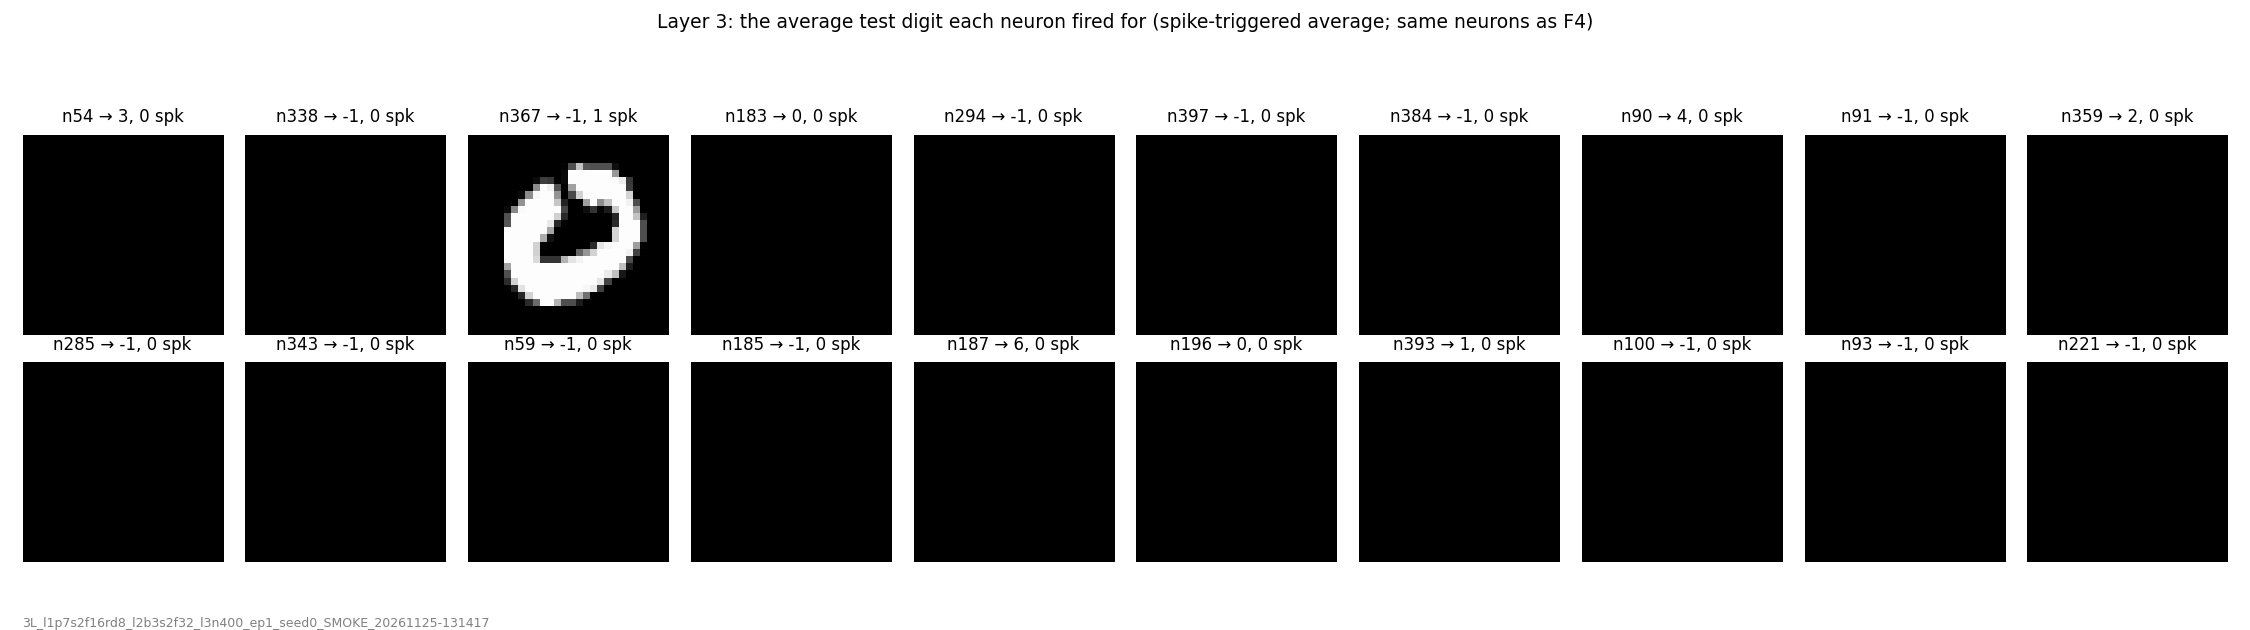 Layer 3: the average test digit each neuron fired for (spike-triggered average; same neurons as F4)
n54 → 3, 0 spk
n338 → -1, 0 spk
n367 → -1, 1 spk
n183 → 0, 0 spk
n294 → -1, 0 spk
n397 → -1, 0 spk
n384 → -1, 0 spk
n90 → 4, 0 spk
n91 → -1, 0 spk
n359 → 2, 0 spk
n285 → -1, 0 spk
n343 → -1, 0 spk
n59 → -1, 0 spk
n185 → -1, 0 spk
n187 → 6, 0 spk
n196 → 0, 0 spk
n393 → 1, 0 spk
n100 → -1, 0 spk
n93 → -1, 0 spk
n221 → -1, 0 spk
3L_l1p7s2f16rd8_l2b3s2f32_l3n400_ep1_seed0_SMOKE_20261125-131417